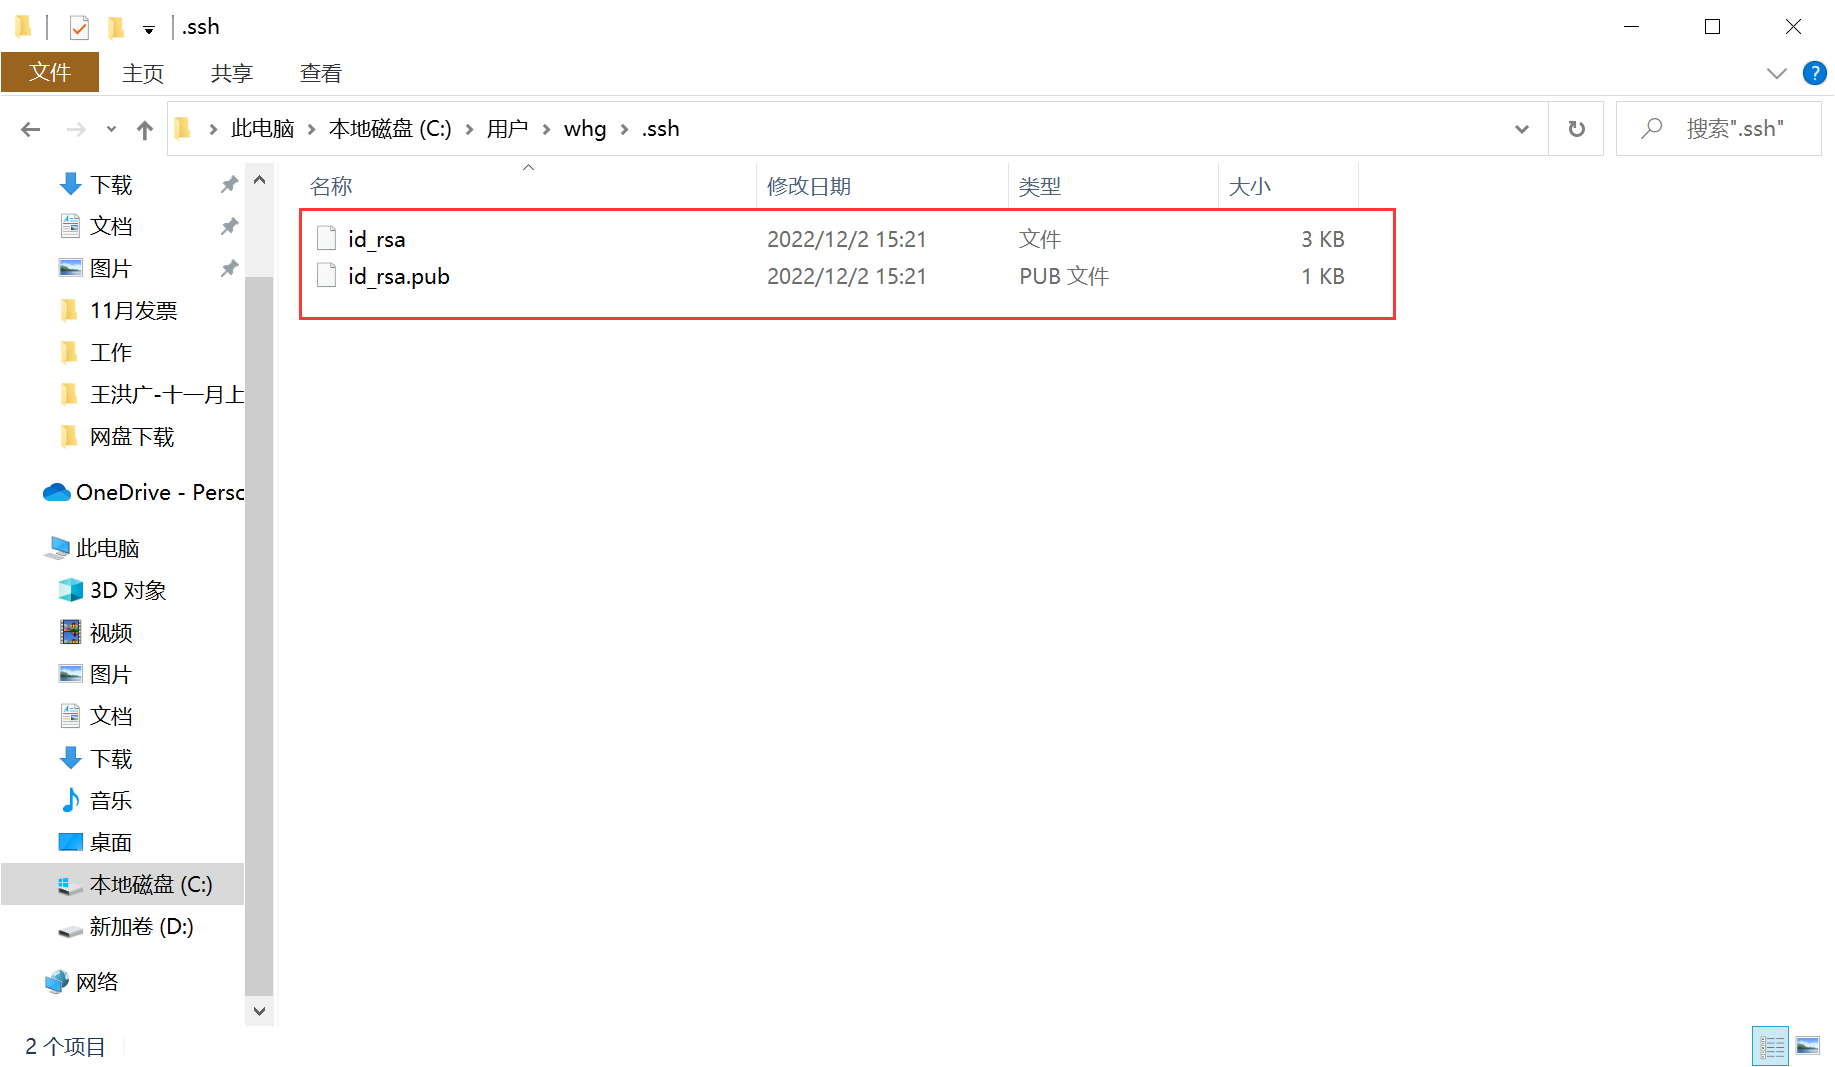 .ssh
文件 主页 共享 查看
此电脑 本地磁盘 (C:) 用户 whg .ssh
搜索".ssh"
下载
文档
图片
11月发票
工作
王洪广-十一月上
网盘下载
OneDrive - Perso
此电脑
3D 对象
视频
图片
文档
下载
音乐
桌面
本地磁盘 (C:)
新加卷 (D:)
网络
名称 修改日期 类型 大小
id_rsa 2022/12/2 15:21 文件 3 KB
id_rsa.pub 2022/12/2 15:21 PUB 文件 1 KB
2 个项目